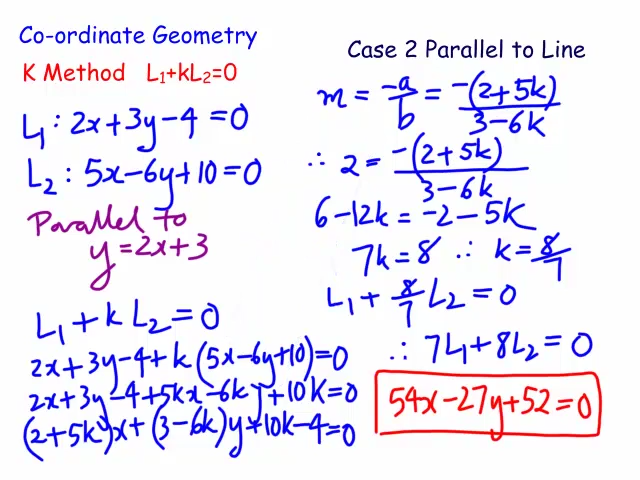 Co-ordinate Geometry
K Method L₁+kL₂=0
L₁ : 2x+3y-4 =0
L₂ : 5x-6y+10=0
Parallel to
y=2x+3
L₁+k L₂ =0
2x+3y-4+k(5x-6y+10)=0
2x+3y-4+5kx-6ky+10k=0
(2+5k)x+(3-6k)y+10k-4=0
Case 2 Parallel to Line
m = -a/b = -(2+5k)/3-6k
∴ 2 = -(2+5k)/3-6k
6-12k = -2-5k
7k=8 ∴ k=8/7
L₁ + 8/7 L₂ =0
∴ 7L₁+8L₂=0
54x-27y+52=0